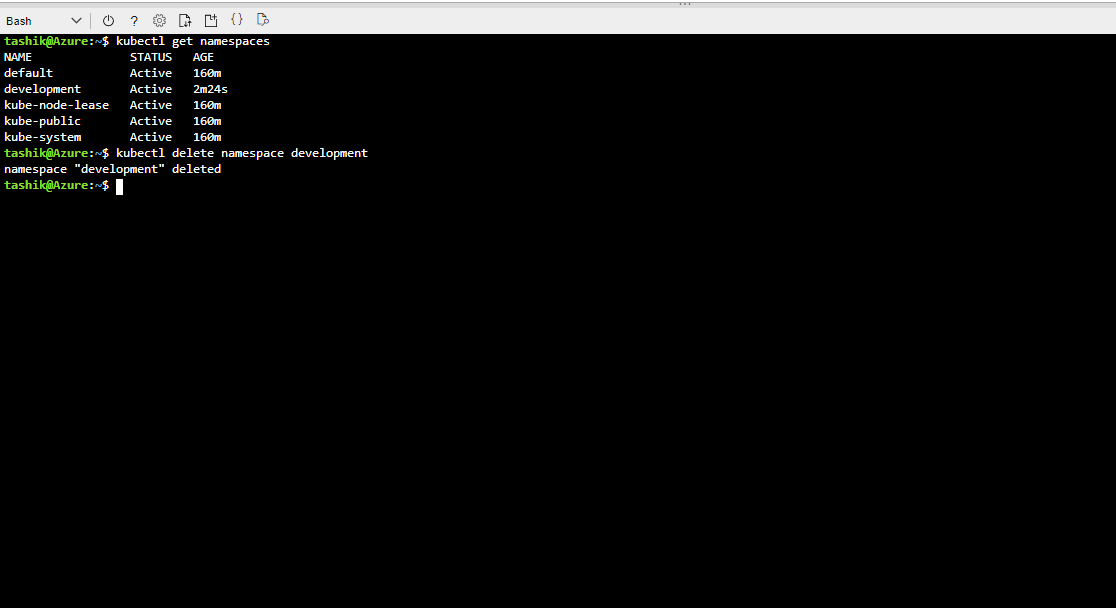 Bash
tashik@Azure:~$ kubectl get namespaces
NAME STATUS AGE
default Active 160m
development Active 2m24s
kube-node-lease Active 160m
kube-public Active 160m
kube-system Active 160m
tashik@Azure:~$ kubectl delete namespace development
namespace "development" deleted
tashik@Azure:~$